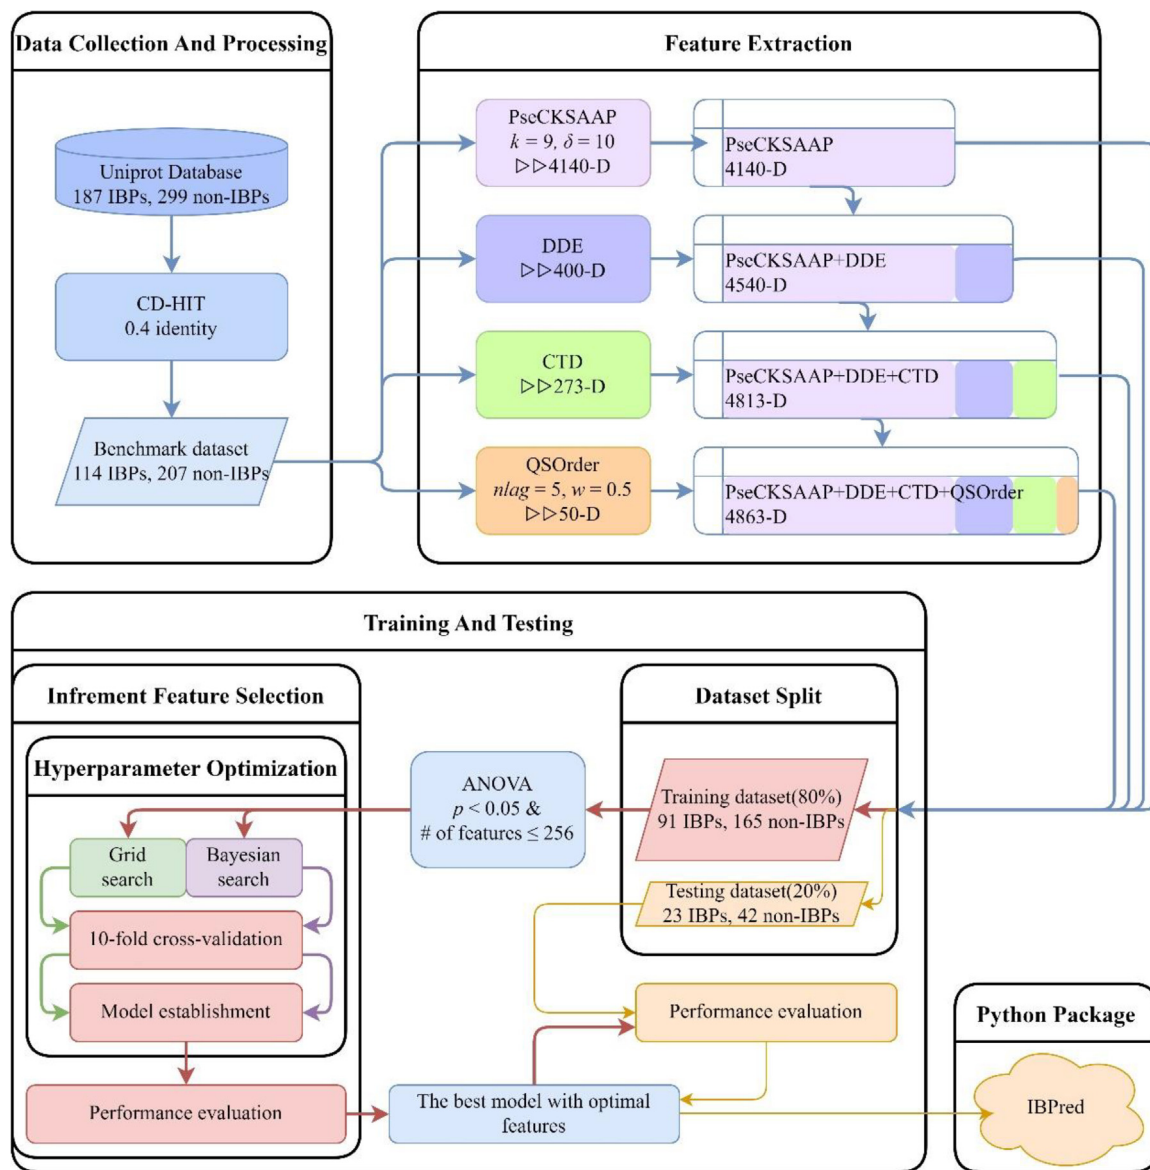 Data Collection And Processing
Uniprot Database
187 IBPs, 299 non-IBPs
CD-HIT
0.4 identity
Benchmark dataset
114 IBPs, 207 non-IBPs
Feature Extraction
PseCKSAAP
k = 9, δ = 10
▷▷4140-D
PseCKSAAP
4140-D
DDE
▷▷400-D
PseCKSAAP+DDE
4540-D
CTD
▷▷273-D
PseCKSAAP+DDE+CTD
4813-D
QSOrder
nlag = 5, w = 0.5
▷▷50-D
PseCKSAAP+DDE+CTD+QSOrder
4863-D
Training And Testing
Infrement Feature Selection
Hyperparameter Optimization
Grid
search
Bayesian
search
10-fold cross-validation
Model establishment
Performance evaluation
ANOVA
p < 0.05 &
# of features ≤ 256
Dataset Split
Training dataset(80%)
91 IBPs, 165 non-IBPs
Testing dataset(20%)
23 IBPs, 42 non-IBPs
Performance evaluation
The best model with optimal
features
Python Package
IBPred